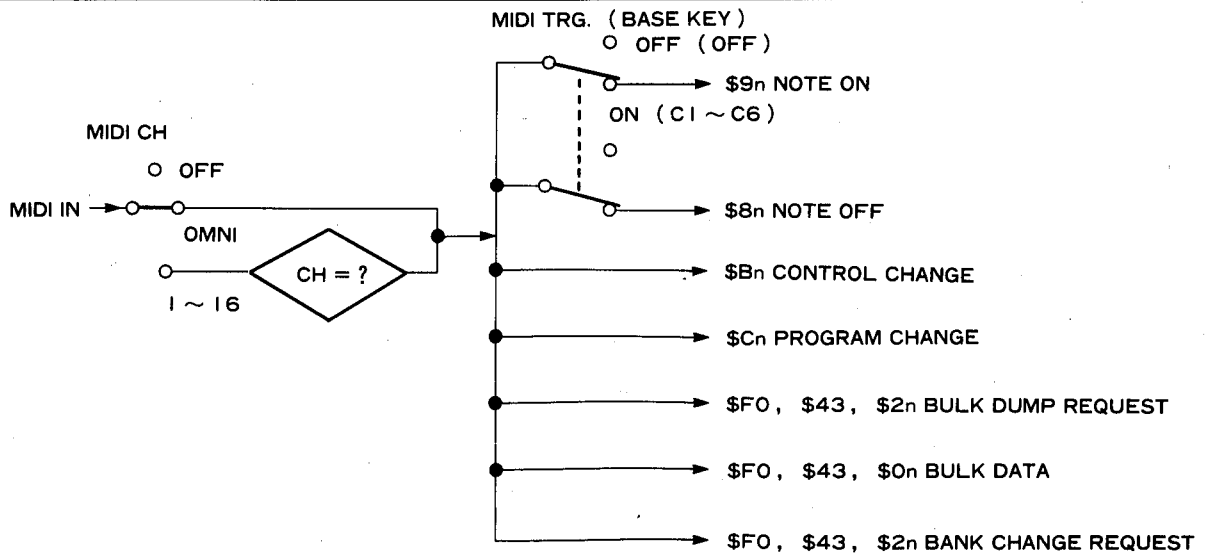 MIDI TRG. (BASE KEY)
OFF (OFF)
$9n NOTE ON
ON (C1 ~ C6)
MIDI CH
OFF
MIDI IN
$8n NOTE OFF
OMNI
CH = ?
$Bn CONTROL CHANGE
1 ~ 16
$Cn PROGRAM CHANGE
$F0, $43, $2n BULK DUMP REQUEST
$F0, $43, $0n BULK DATA
$F0, $43, $2n BANK CHANGE REQUEST